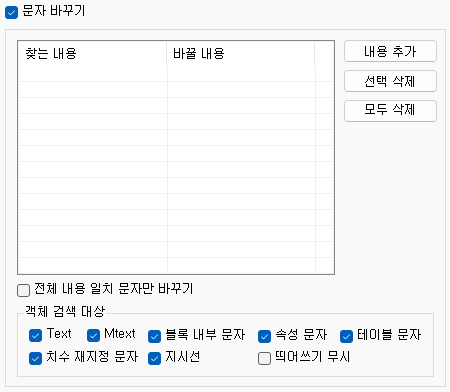 문자 바꾸기
찾는 내용 바꿀 내용
내용 추가
선택 삭제
모두 삭제
전체 내용 일치 문자만 바꾸기
객체 검색 대상
Text Mtext 블록 내부 문자 속성 문자 테이블 문자
치수 재지정 문자 지시선 띄어쓰기 무시